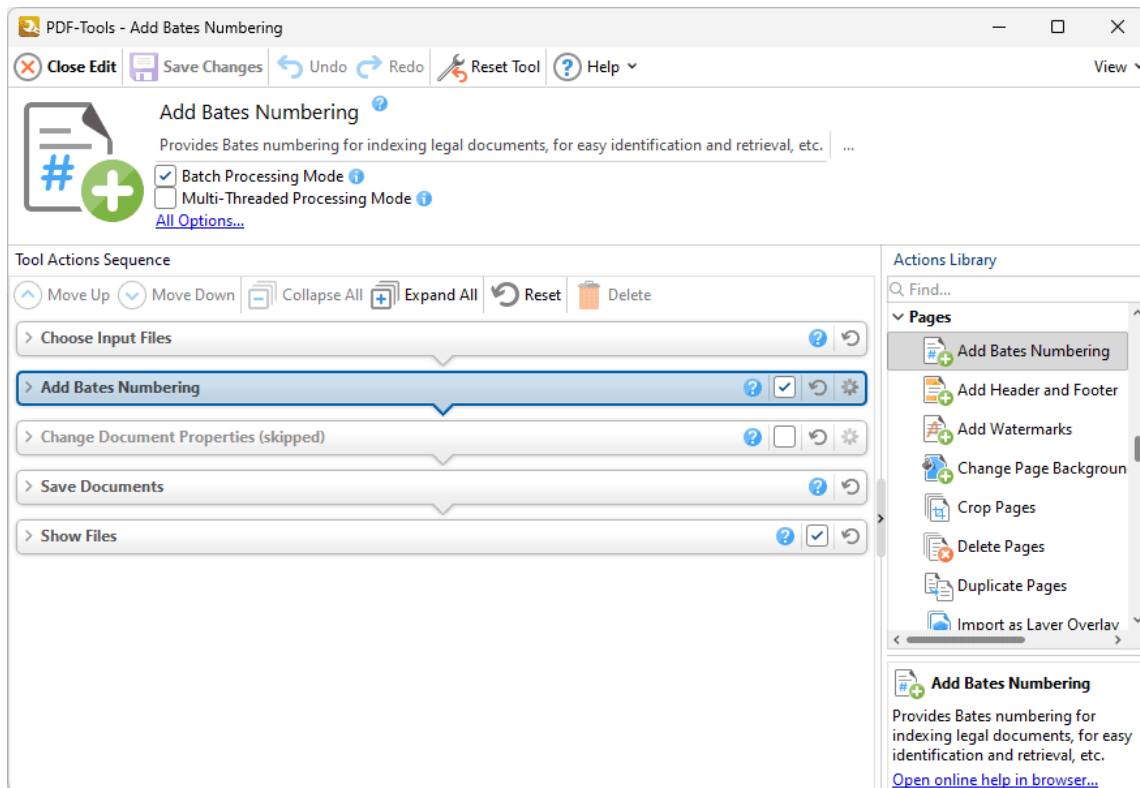 PDF-Tools - Add Bates Numbering
Close Edit Save Changes Undo Redo Reset Tool Help View
Add Bates Numbering
Provides Bates numbering for indexing legal documents, for easy identification and retrieval, etc. ...
Batch Processing Mode
Multi-Threaded Processing Mode
All Options...
Tool Actions Sequence
Move Up Move Down Collapse All Expand All Reset Delete
Choose Input Files
Add Bates Numbering
Change Document Properties (skipped)
Save Documents
Show Files
Actions Library
Find...
Pages
Add Bates Numbering
Add Header and Footer
Add Watermarks
Change Page Backgroun
Crop Pages
Delete Pages
Duplicate Pages
Import as Layer Overlay
Add Bates Numbering
Provides Bates numbering for
indexing legal documents, for easy
identification and retrieval, etc.
Open online help in browser...